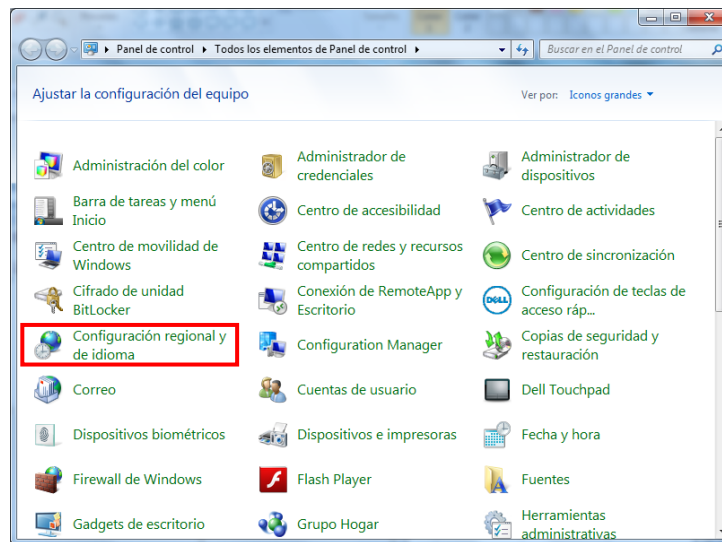 Panel de control ▸ Todos los elementos de Panel de control ▸
Buscar en el Panel de control
Ajustar la configuración del equipo
Ver por: Iconos grandes
Administración del color
Administrador de
credenciales
Administrador de
dispositivos
Barra de tareas y menú
Inicio
Centro de accesibilidad
Centro de actividades
Centro de movilidad de
Windows
Centro de redes y recursos
compartidos
Centro de sincronización
Cifrado de unidad
BitLocker
Conexión de RemoteApp y
Escritorio
DELL
Configuración de teclas de
acceso ráp...
Configuración regional y
de idioma
Configuration Manager
Copias de seguridad y
restauración
Correo
Cuentas de usuario
Dell Touchpad
Dispositivos biométricos
Dispositivos e impresoras
Fecha y hora
Firewall de Windows
Flash Player
Fuentes
Gadgets de escritorio
Grupo Hogar
Herramientas
administrativas